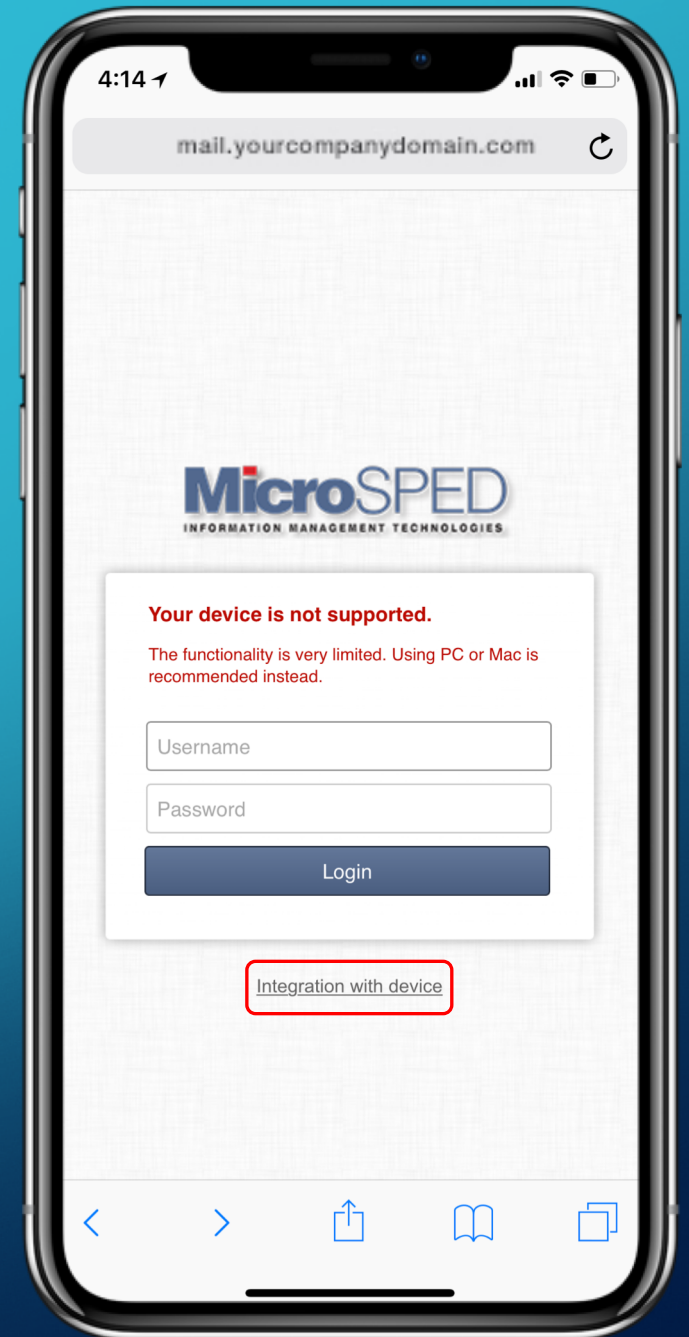 4:14
mail.yourcompanydomain.com
MicroSPED
INFORMATION MANAGEMENT TECHNOLOGIES
Your device is not supported.
The functionality is very limited. Using PC or Mac is
recommended instead.
Username
Password
Login
Integration with device